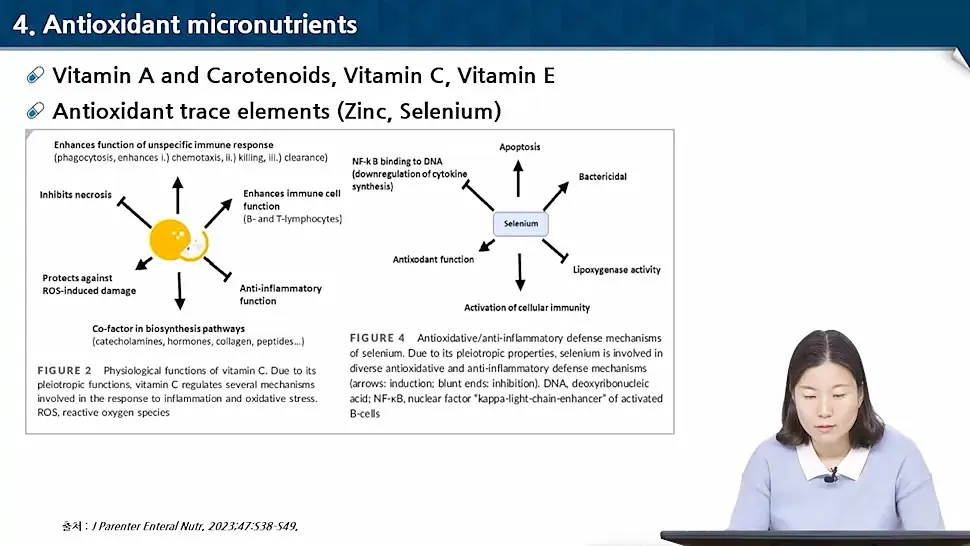 4. Antioxidant micronutrients
Vitamin A and Carotenoids, Vitamin C, Vitamin E
Antioxidant trace elements (Zinc, Selenium)
Enhances function of unspecific immune response
(phagocytosis, enhances i.) chemotaxis, ii.) killing, iii.) clearance)
Inhibits necrosis
Enhances immune cell
function
(B- and T-lymphocytes)
Protects against
ROS-induced damage
Anti-inflammatory
function
Co-factor in biosynthesis pathways
(catecholamines, hormones, collagen, peptides...)
FIGURE 2 Physiological functions of vitamin C. Due to its
pleiotropic functions, vitamin C regulates several mechanisms
involved in the response to inflammation and oxidative stress.
ROS, reactive oxygen species
Apoptosis
NF-k B binding to DNA
(downregulation of cytokine
synthesis)
Bactericidal
Selenium
Antixodant function
Lipoxygenase activity
Activation of cellular immunity
FIGURE 4 Antioxidative/anti-inflammatory defense mechanisms
of selenium. Due to its pleiotropic properties, selenium is involved in
diverse antioxidative and anti-inflammatory defense mechanisms
(arrows: induction; blunt ends: inhibition). DNA, deoxyribonucleic
acid; NF-κB, nuclear factor "kappa-light-chain-enhancer" of activated
B-cells
출처 : J Parenter Enteral Nutr. 2023;47:S38-S49.